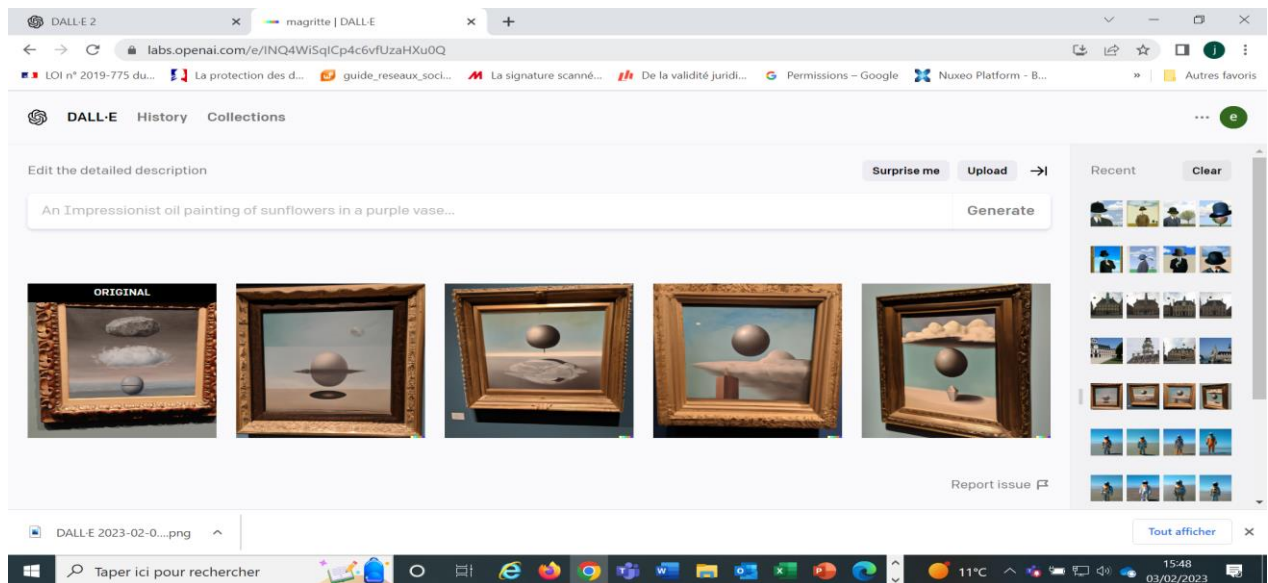 DALL·E 2
magritte | DALL·E
labs.openai.com/e/INQ4WiSqICp4c6vfUzaHXu0Q
LOI n° 2019-775 du... La protection des d... guide_reseaux_soci... La signature scanné... De la validité juridi... Permissions – Google Nuxeo Platform - B... » Autres favoris
DALL·E History Collections
Edit the detailed description Surprise me Upload
An Impressionist oil painting of sunflowers in a purple vase... Generate
Recent Clear
ORIGINAL
Report issue
DALL·E 2023-02-0....png
Tout afficher
Taper ici pour rechercher
11°C
15:48
03/02/2023